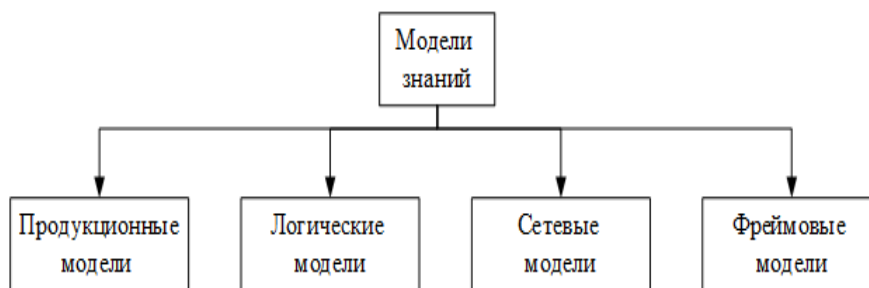 Модели
знаний
Продукционные
модели
Логические
модели
Сетевые
модели
Фреймовые
модели